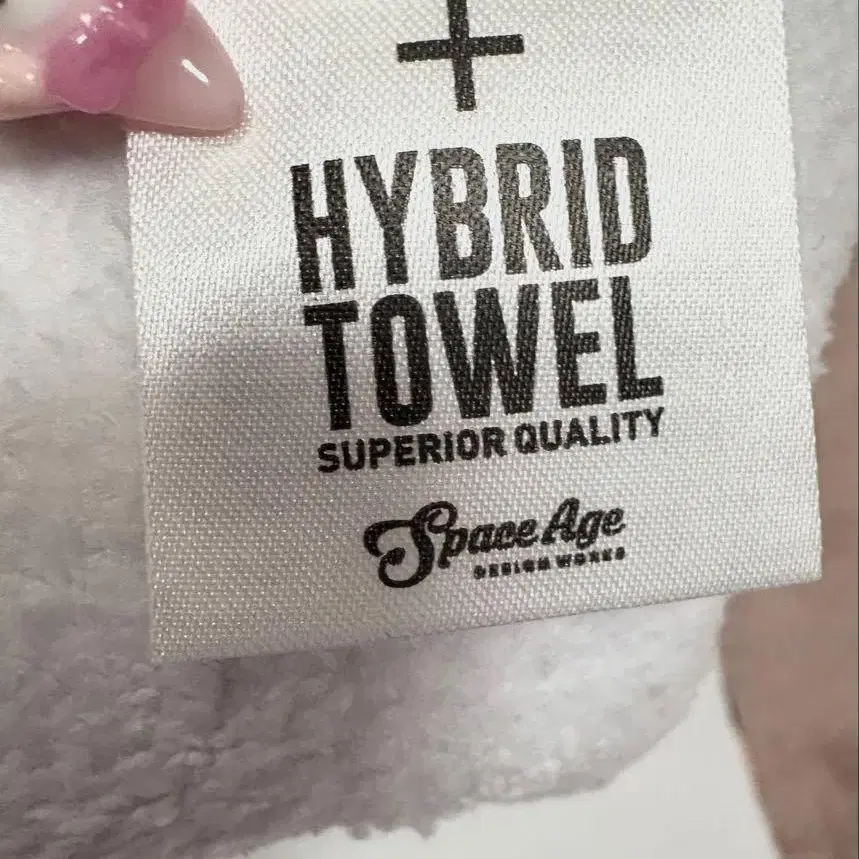 +
HYBRID
TOWEL
SUPERIOR QUALITY
Space Age
DESIGN WORKS